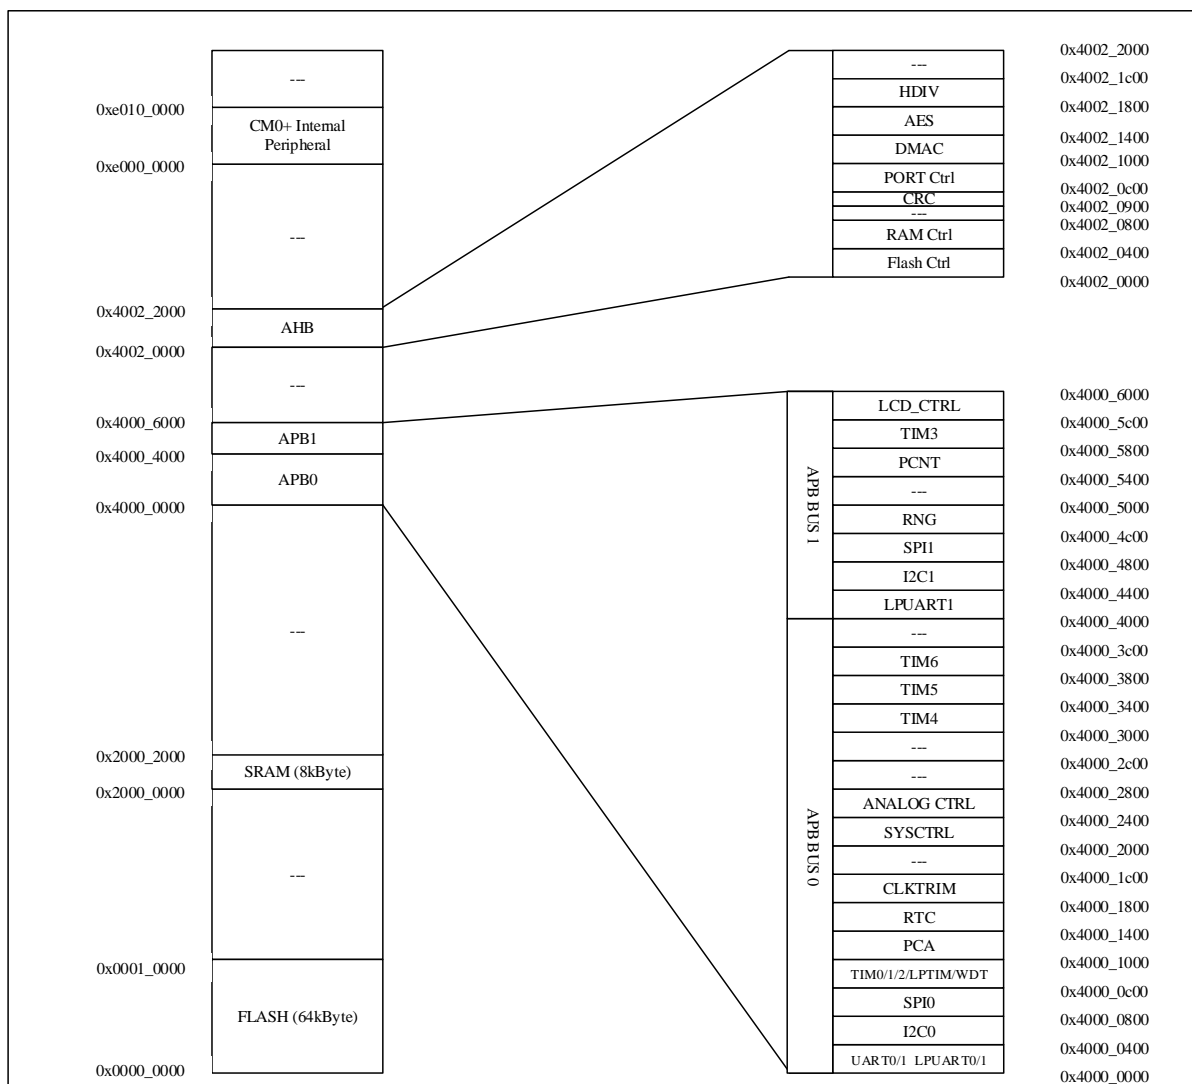 ---
0xe010_0000
CM0+ Internal
Peripheral
0xe000_0000
---
0x4002_2000
AHB
0x4002_0000
---
0x4000_6000
APB1
0x4000_4000
APB0
0x4000_0000
---
0x2000_2000
SRAM (8kByte)
0x2000_0000
---
0x0001_0000
FLASH (64kByte)
0x0000_0000
0x4002_2000
---
0x4002_1c00
HDIV
0x4002_1800
AES
0x4002_1400
DMAC
0x4002_1000
PORT Ctrl
0x4002_0c00
CRC
0x4002_0900
---
0x4002_0800
RAM Ctrl
0x4002_0400
Flash Ctrl
0x4002_0000
APB BUS 1
0x4000_6000
LCD_CTRL
0x4000_5c00
TIM3
0x4000_5800
PCNT
0x4000_5400
---
0x4000_5000
RNG
0x4000_4c00
SPI1
0x4000_4800
I2C1
0x4000_4400
LPUART1
0x4000_4000
APB BUS 0
---
0x4000_3c00
TIM6
0x4000_3800
TIM5
0x4000_3400
TIM4
0x4000_3000
---
0x4000_2c00
---
0x4000_2800
ANALOG CTRL
0x4000_2400
SYSCTRL
0x4000_2000
---
0x4000_1c00
CLKTRIM
0x4000_1800
RTC
0x4000_1400
PCA
0x4000_1000
TIM0/1/2/LPTIM/WDT
0x4000_0c00
SPI0
0x4000_0800
I2C0
0x4000_0400
UART0/1 LPUART0/1
0x4000_0000